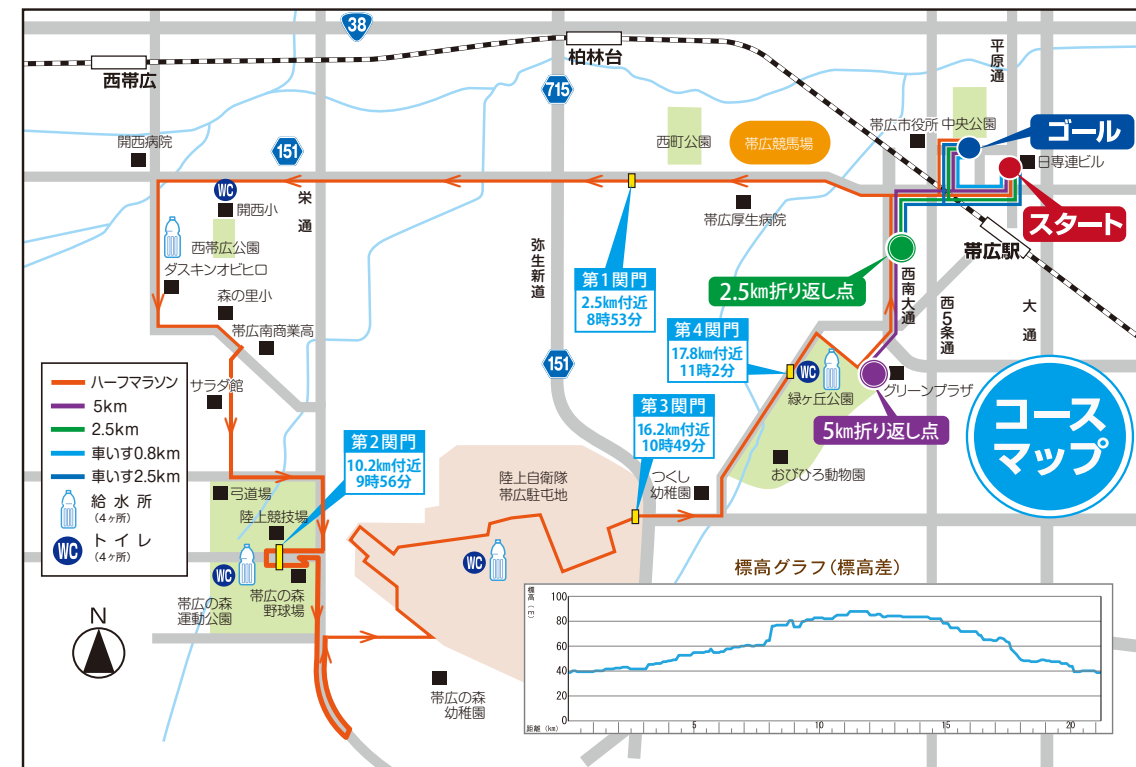 38
西帯広
柏林台
平原通
715
開西病院
151
西町公園
帯広競馬場
帯広市役所
中央公園
ゴール
日専連ビル
WC
開西小
栄通
帯広厚生病院
スタート
帯広駅
西帯広公園
ダスキンオビヒロ
弥生新道
第1関門
2.5km付近
8時53分
2.5km折り返し点
西南大通
西5条通
大通
森の里小
帯広南商業高
第4関門
17.8km付近
11時2分
151
WC
緑ヶ丘公園
グリーンプラザ
コース
マップ
ハーフマラソン
5km
2.5km
車いす0.8km
車いす2.5km
給水所
(4ヶ所)
WC
トイレ
(4ヶ所)
サラダ館
第3関門
16.2km付近
10時49分
5km折り返し点
第2関門
10.2km付近
9時56分
おびひろ動物園
つくし
幼稚園
陸上自衛隊
帯広駐屯地
弓道場
陸上競技場
WC
WC
帯広の森
運動公園
帯広の森
野球場
N
帯広の森
幼稚園
標高グラフ(標高差)
標高(m)
100
80
60
40
20
0
距離(km)
5
10
15
20